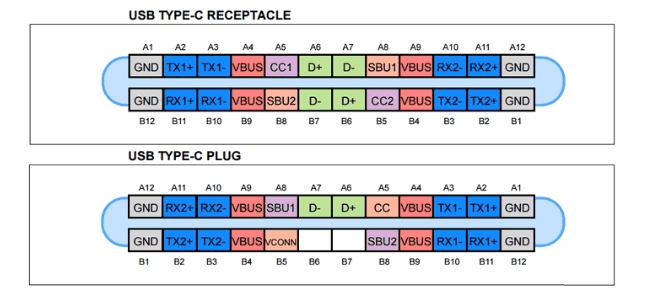 USB TYPE-C RECEPTACLE
A1 A2 A3 A4 A5 A6 A7 A8 A9 A10 A11 A12
GND TX1+ TX1- VBUS CC1 D+ D- SBU1 VBUS RX2- RX2+ GND
GND RX1+ RX1- VBUS SBU2 D- D+ CC2 VBUS TX2- TX2+ GND
B12 B11 B10 B9 B8 B7 B6 B5 B4 B3 B2 B1
USB TYPE-C PLUG
A12 A11 A10 A9 A8 A7 A6 A5 A4 A3 A2 A1
GND RX2+ RX2- VBUS SBU1 D- D+ CC VBUS TX1- TX1+ GND
GND TX2+ TX2- VBUS VCONN SBU2 VBUS RX1- RX1+ GND
B1 B2 B3 B4 B5 B6 B7 B8 B9 B10 B11 B12